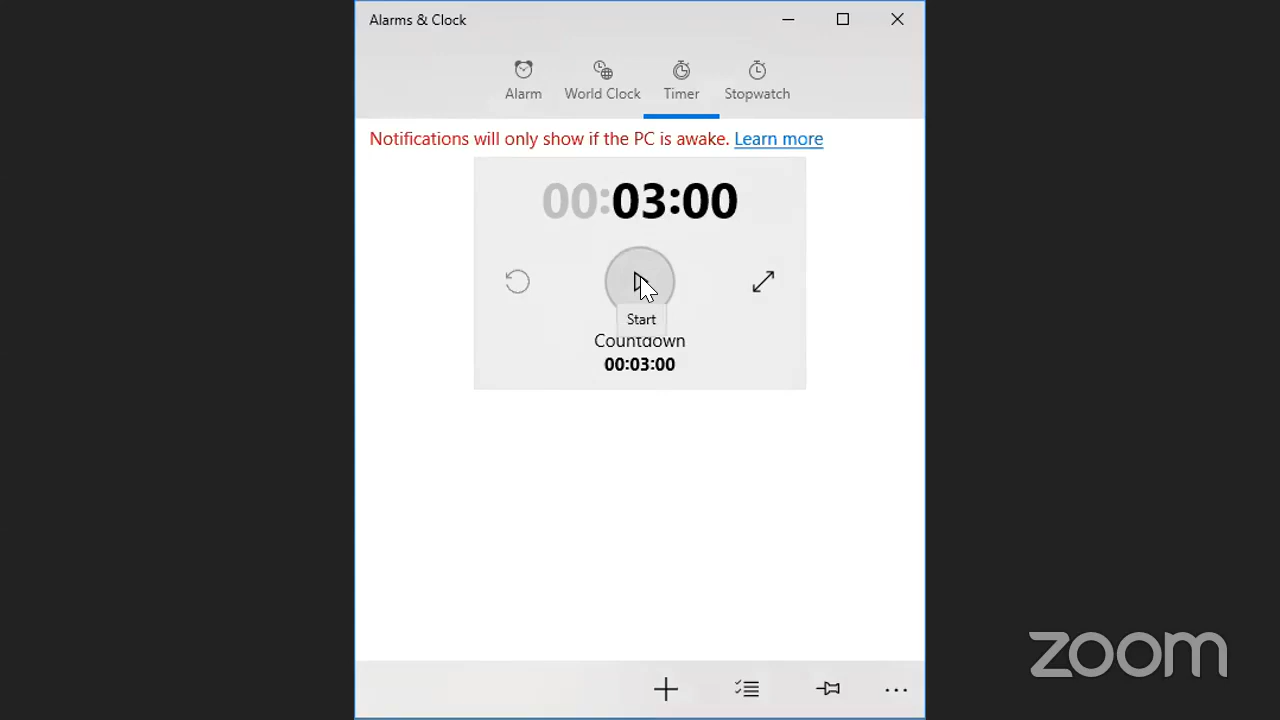 Alarms & Clock
Alarm
World Clock
Timer
Stopwatch
Notifications will only show if the PC is awake. Learn more
00:03:00
Start
Countdown
00:03:00
zoom